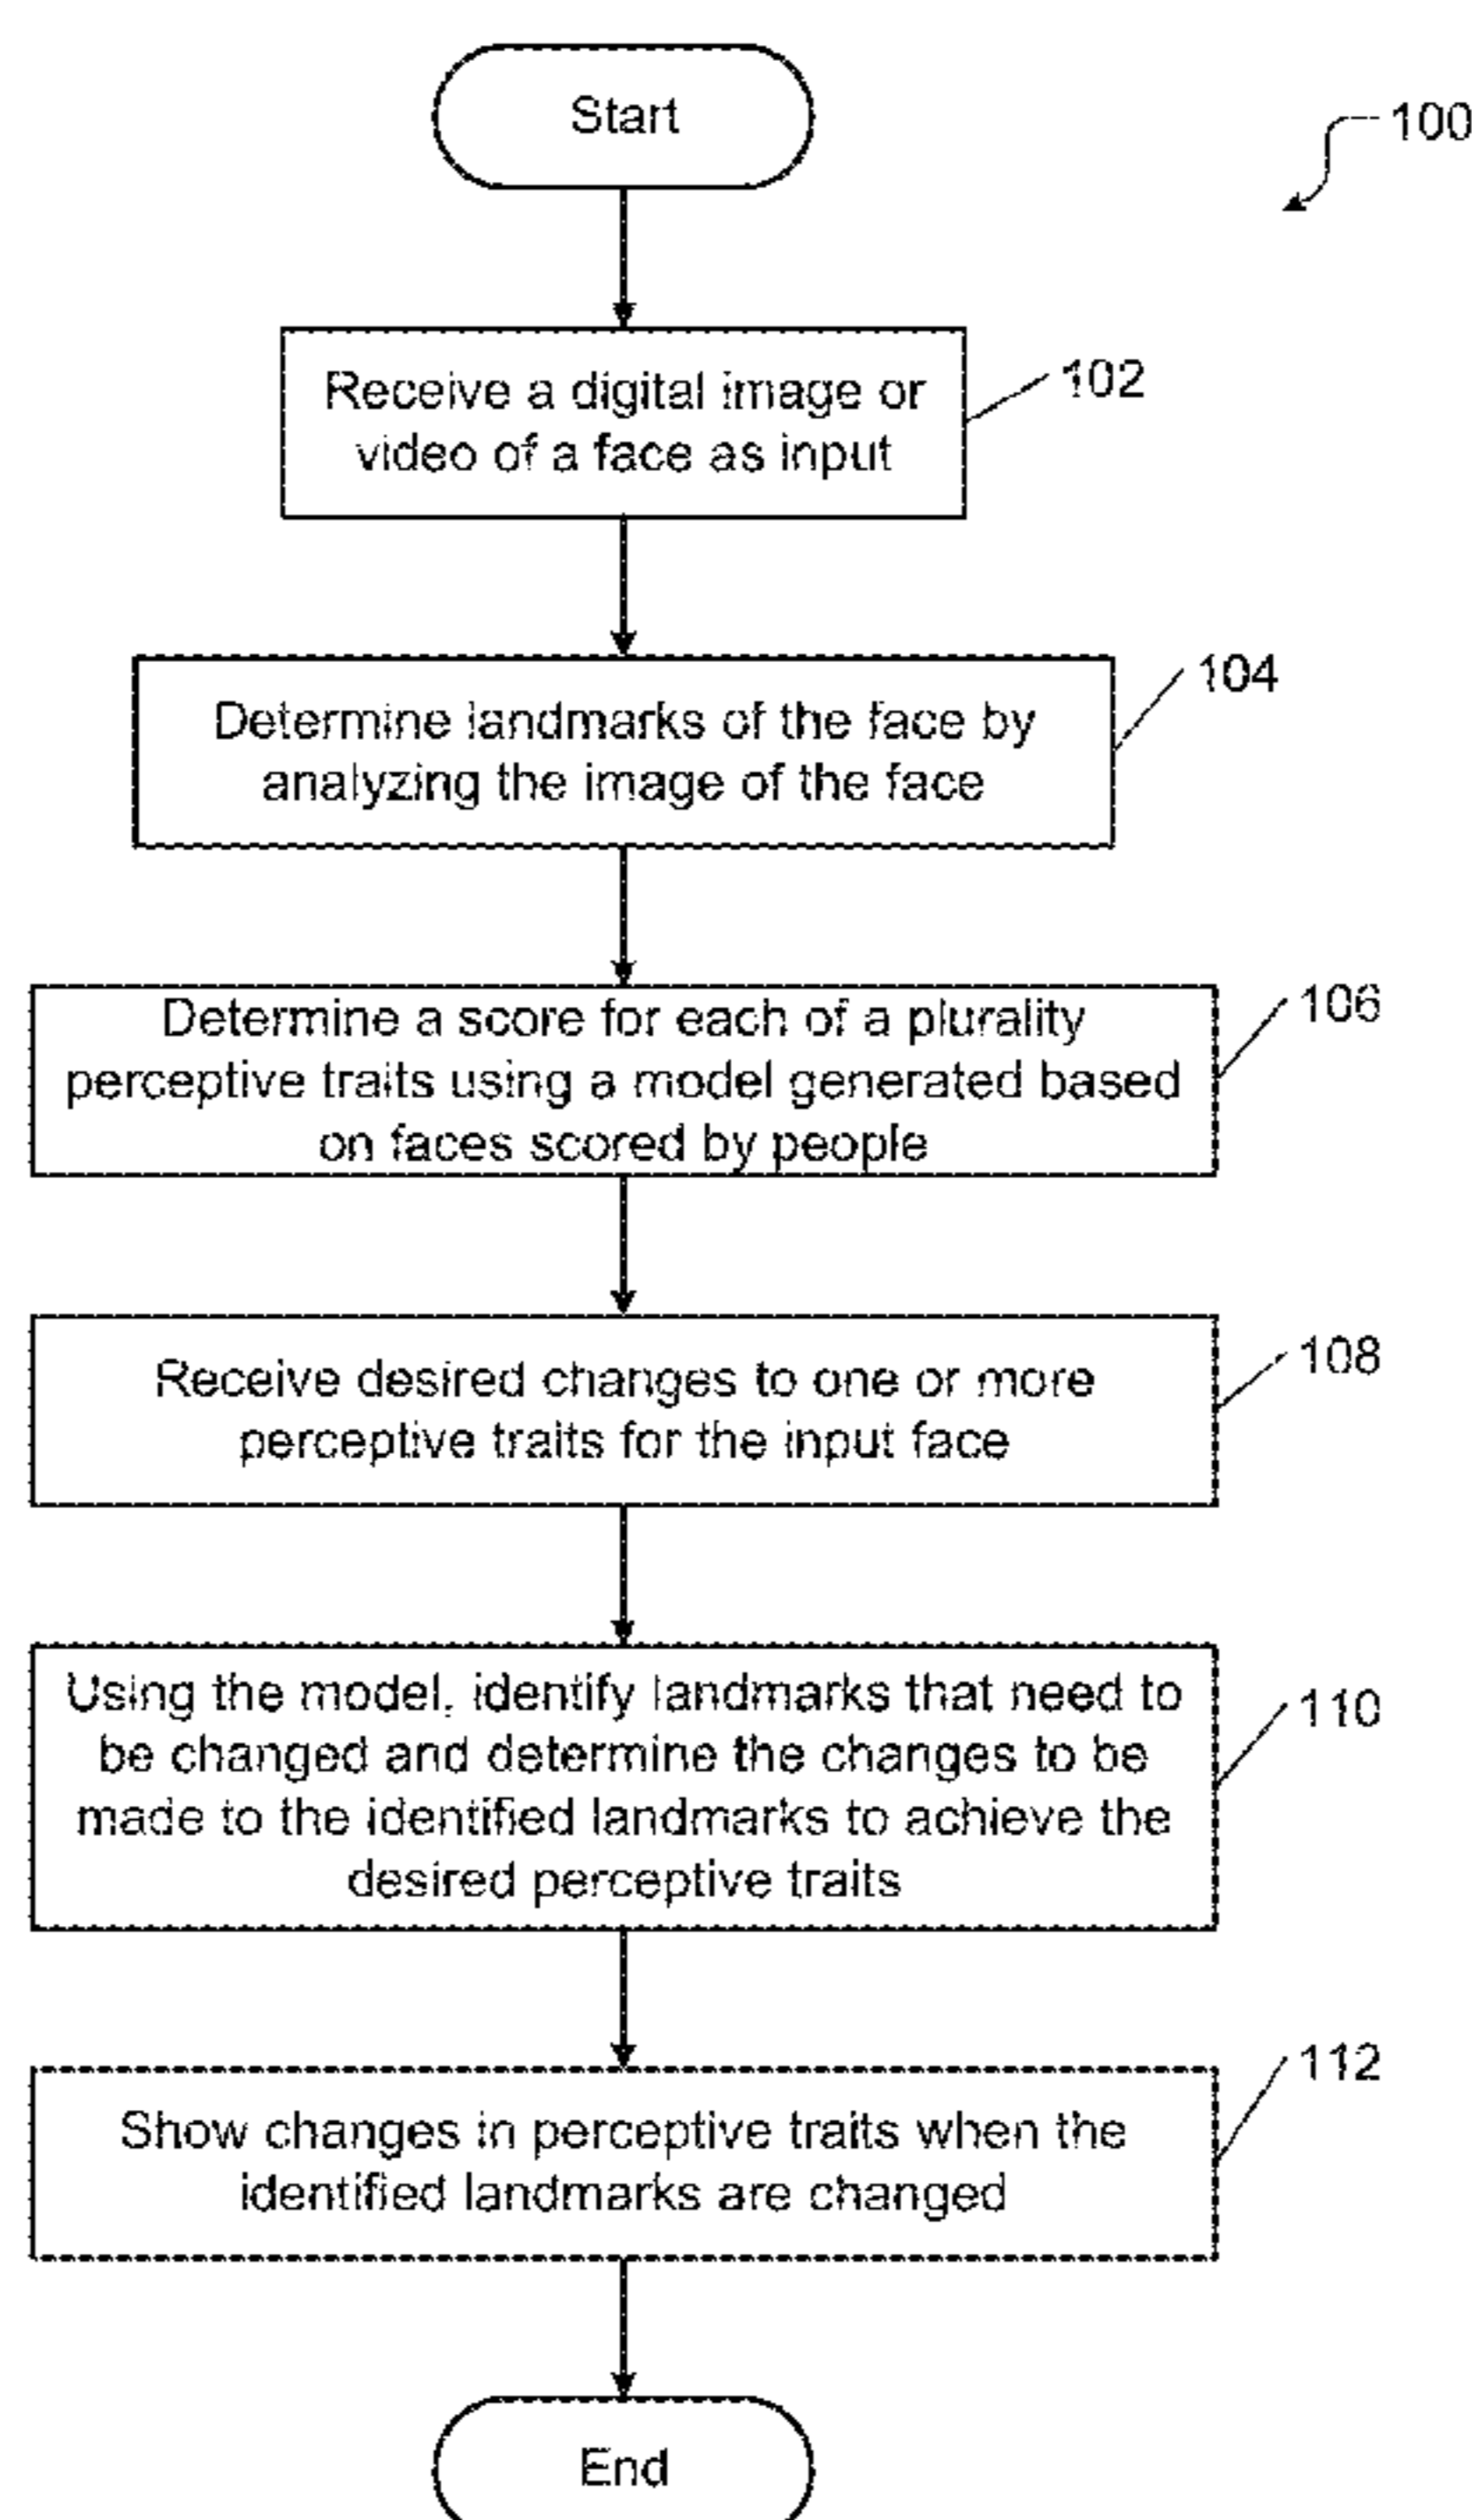 Start
100
Receive a digital image or
video of a face as input
102
Determine landmarks of the face by
analyzing the image of the face
104
Determine a score for each of a plurality
perceptive traits using a model generated based
on faces scored by people
106
Receive desired changes to one or more
perceptive traits for the input face
108
Using the model, identify landmarks that need to
be changed and determine the changes to be
made to the identified landmarks to achieve the
desired perceptive traits
110
Show changes in perceptive traits when the
identified landmarks are changed
112
End